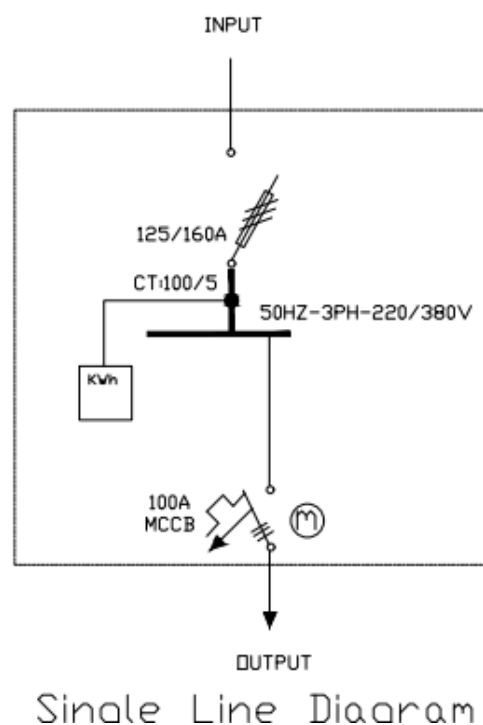 INPUT
125/160A
CT:100/5
50HZ-3PH-220/380V
KWh
100A
MCCB
M
OUTPUT
Single Line Diagram